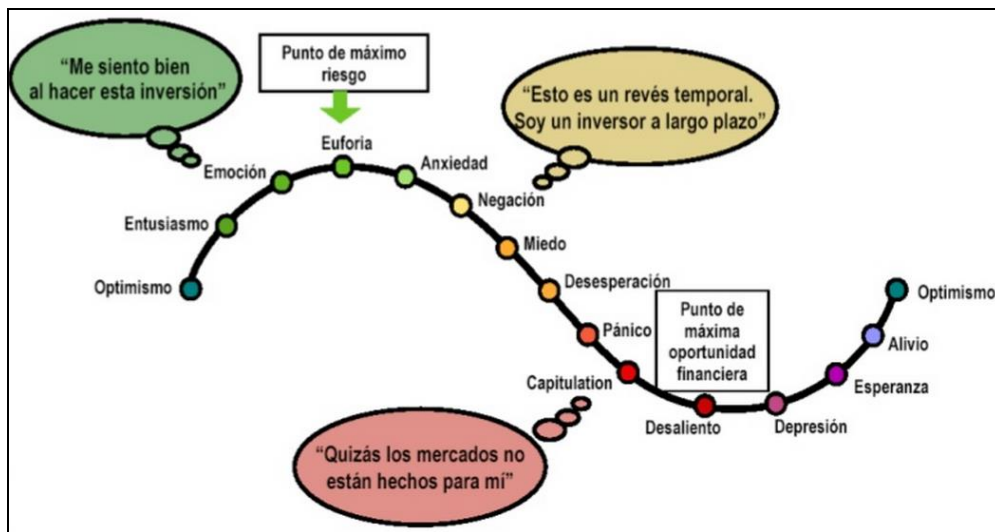 “Me siento bien
al hacer esta inversión”
Punto de máximo
riesgo
“Esto es un revés temporal.
Soy un inversor a largo plazo”
Optimismo
Entusiasmo
Emoción
Euforia
Anxiedad
Negación
Miedo
Desesperación
Pánico
Capitulation
“Quizás los mercados no
están hechos para mí”
Punto de
máxima
oportunidad
financiera
Desaliento
Depresión
Esperanza
Alivio
Optimismo